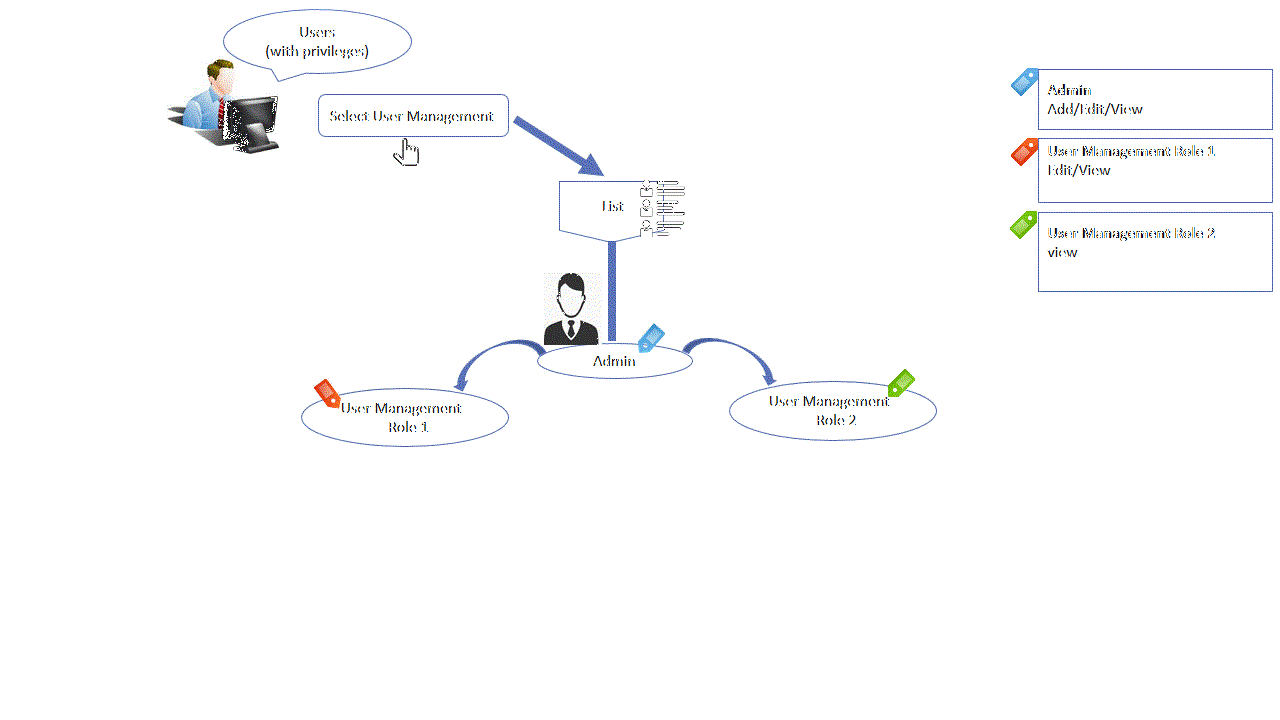 Users
(with privileges)
Select User Management
List
Admin
User Management
Role 1
User Management
Role 2
Admin
Add/Edit/View
User Management Role 1
Edit/View
User Management Role 2
view